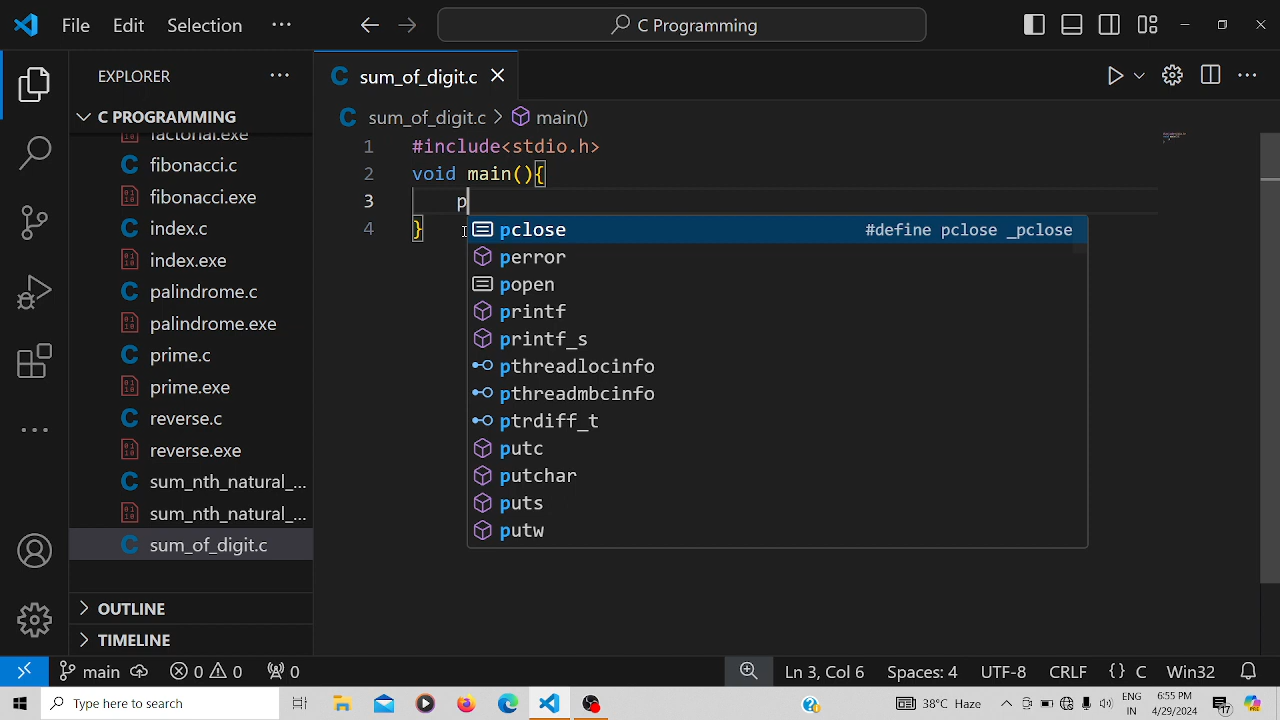 File Edit Selection ···
C Programming
EXPLORER ···
C PROGRAMMING
factorial.exe
fibonacci.c
fibonacci.exe
index.c
index.exe
palindrome.c
palindrome.exe
prime.c
prime.exe
reverse.c
reverse.exe
sum_nth_natural_...
sum_nth_natural_...
sum_of_digit.c
OUTLINE
TIMELINE
C sum_of_digit.c
C sum_of_digit.c > main()
1 #include<stdio.h>
2 void main(){
3 p
4 }
pclose #define pclose _pclose
perror
popen
printf
printf_s
pthreadlocinfo
pthreadmbcinfo
ptrdiff_t
putc
putchar
puts
putw
main 0 0 0 Ln 3, Col 6 Spaces: 4 UTF-8 CRLF {} C Win32
Type here to search
38°C Haze
ENG
IN
6:55 PM
4/29/2024